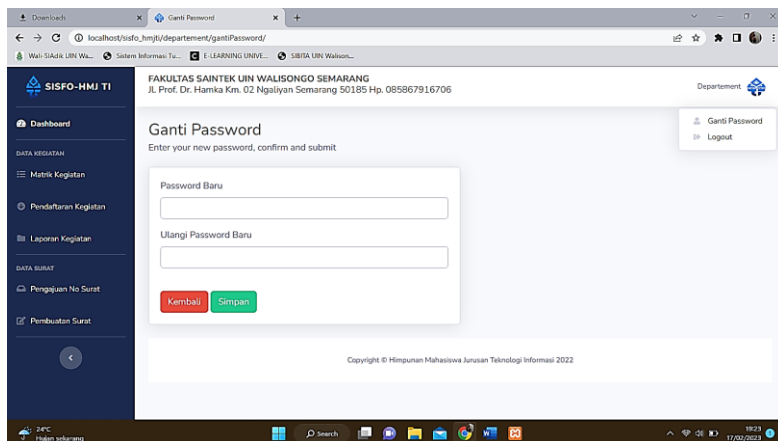 Downloads
Ganti Password
localhost/sisfo_hmjti/departement/gantiPassword/
Wali-SiAdik UIN Wa...
Sistem Informasi Tu...
E-LEARNING UNIVE...
SIBITA UIN Walison...
SISFO-HMJ TI
FAKULTAS SAINTEK UIN WALISONGO SEMARANG
Jl. Prof. Dr. Hamka Km. 02 Ngaliyan Semarang 50185 Hp. 085867916706
Departement
Ganti Password
Logout
Dashboard
DATA KEGIATAN
Matrik Kegiatan
Pendaftaran Kegiatan
Laporan Kegiatan
DATA SURAT
Pengajuan No Surat
Pembuatan Surat
Ganti Password
Enter your new password, confirm and submit
Password Baru
Ulangi Password Baru
Kembali
Simpan
Copyright © Himpunan Mahasiswa Jurusan Teknologi Informasi 2022
24°C
Hujan sekarang
Search
19:23
17/02/2023